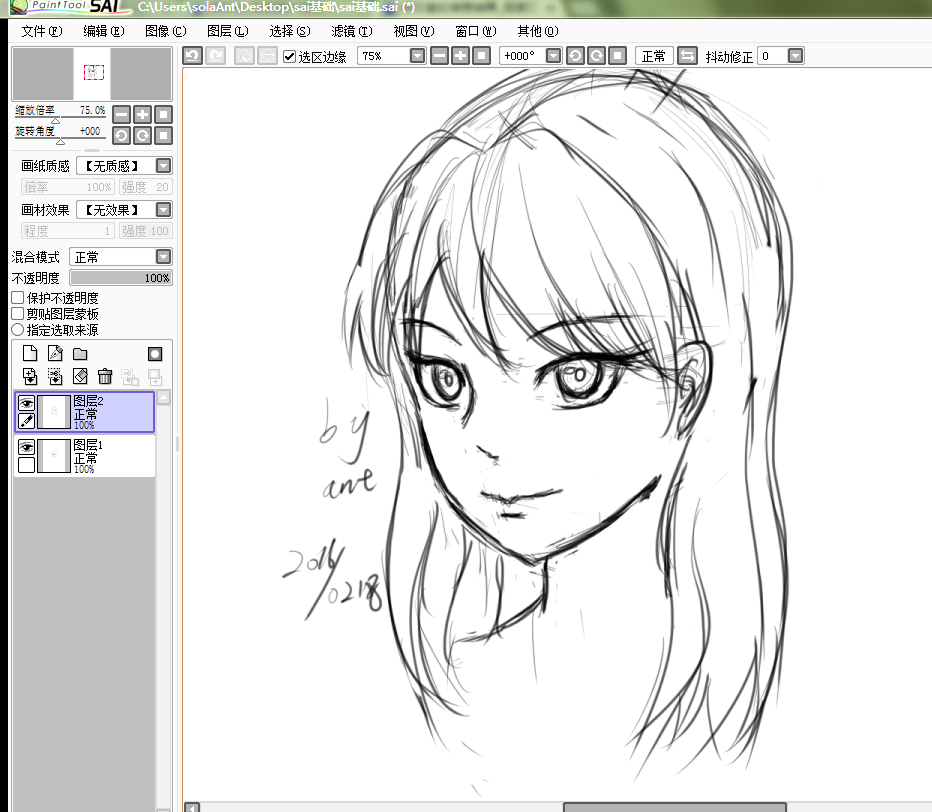 PaintTool SAI C:\Users\solaAnt\Desktop\sai基础\sai基础.sai (*)
文件(F) 编辑(E) 图像(C) 图层(L) 选择(S) 滤镜(T) 视图(V) 窗口(W) 其他(O)
选区边缘 75% +000° 正常 抖动修正 0
缩放倍率 75.0%
旋转角度 +000
画纸质感 【无质感】
倍率 100% 强度 20
画材效果 【无效果】
程度 1 强度 100
混合模式 正常
不透明度 100%
保护不透明度
剪贴图层蒙板
指定选取来源
图层2
正常
100%
图层1
正常
100%
by
ant
2016/0218